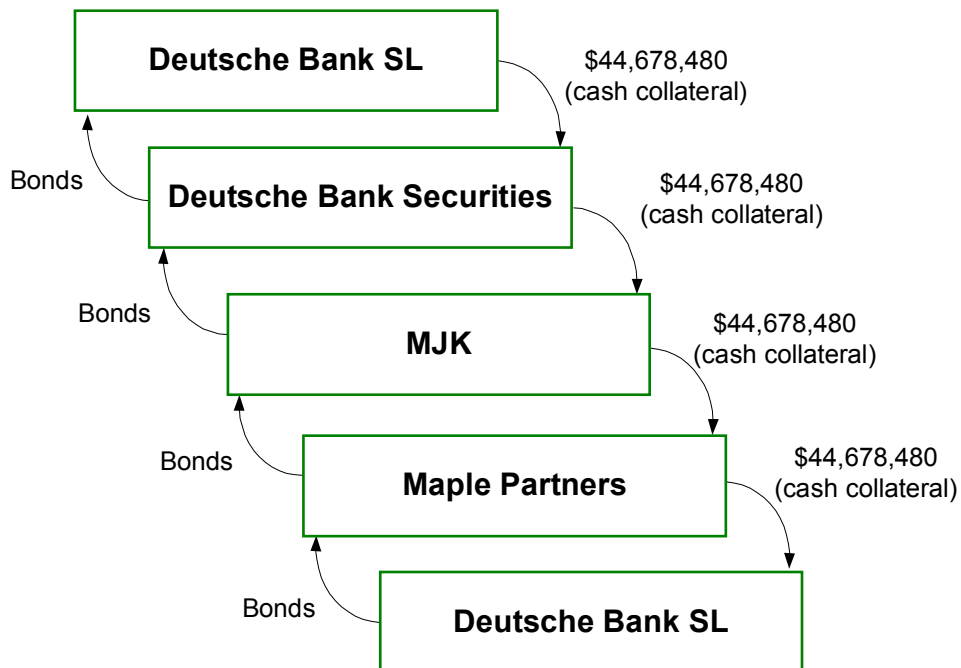 Deutsche Bank SL
$44,678,480
(cash collateral)
Bonds
Deutsche Bank Securities
$44,678,480
(cash collateral)
Bonds
MJK
$44,678,480
(cash collateral)
Bonds
Maple Partners
$44,678,480
(cash collateral)
Bonds
Deutsche Bank SL